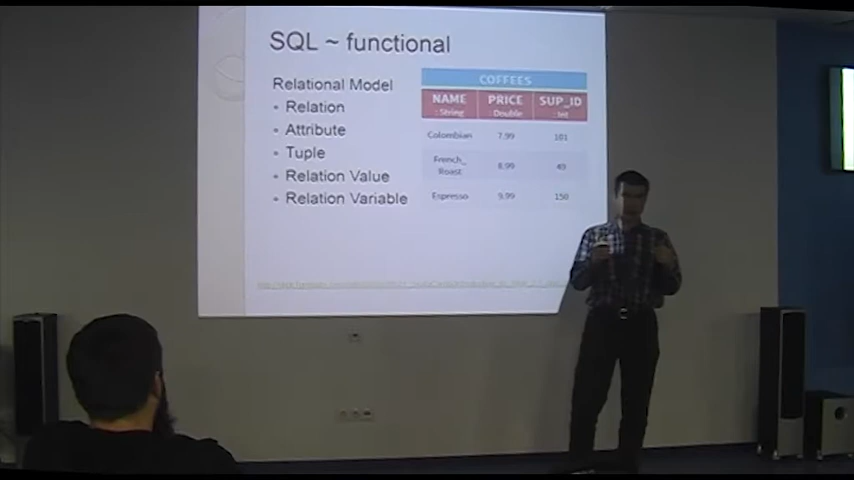 SQL ~ functional
Relational Model
• Relation
• Attribute
• Tuple
• Relation Value
• Relation Variable
COFFEES
NAME PRICE SUP_ID
: String : Double : Int
Colombian 7.99 101
French_ Roast 8.99 49
Espresso 9.99 150